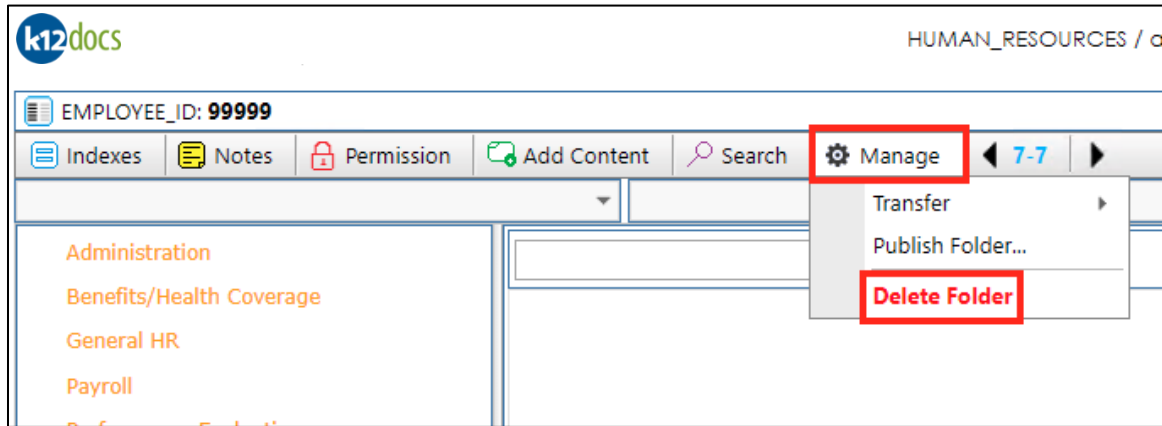 k12docs
HUMAN_RESOURCES /
EMPLOYEE_ID: 99999
Indexes Notes Permission Add Content Search Manage 7-7
Transfer
Publish Folder...
Delete Folder
Administration
Benefits/Health Coverage
General HR
Payroll